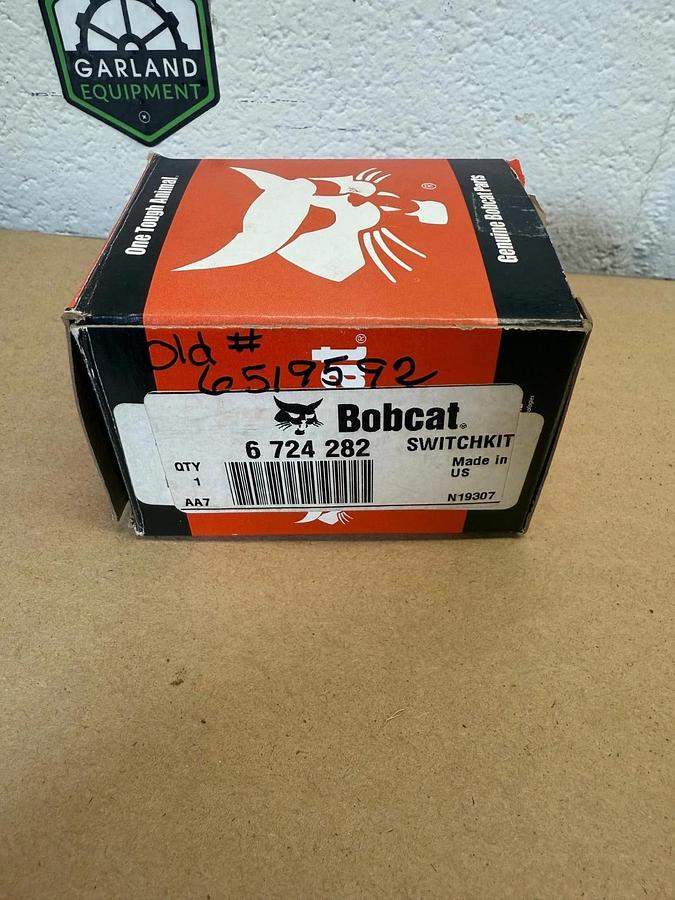 GARLAND
EQUIPMENT
One Tough Animal.
Genuine Bobcat Parts
®
Old #
6519592
®
Bobcat®
6 724 282 SWITCHKIT
QTY
1
Made in
US
AA7
N19307